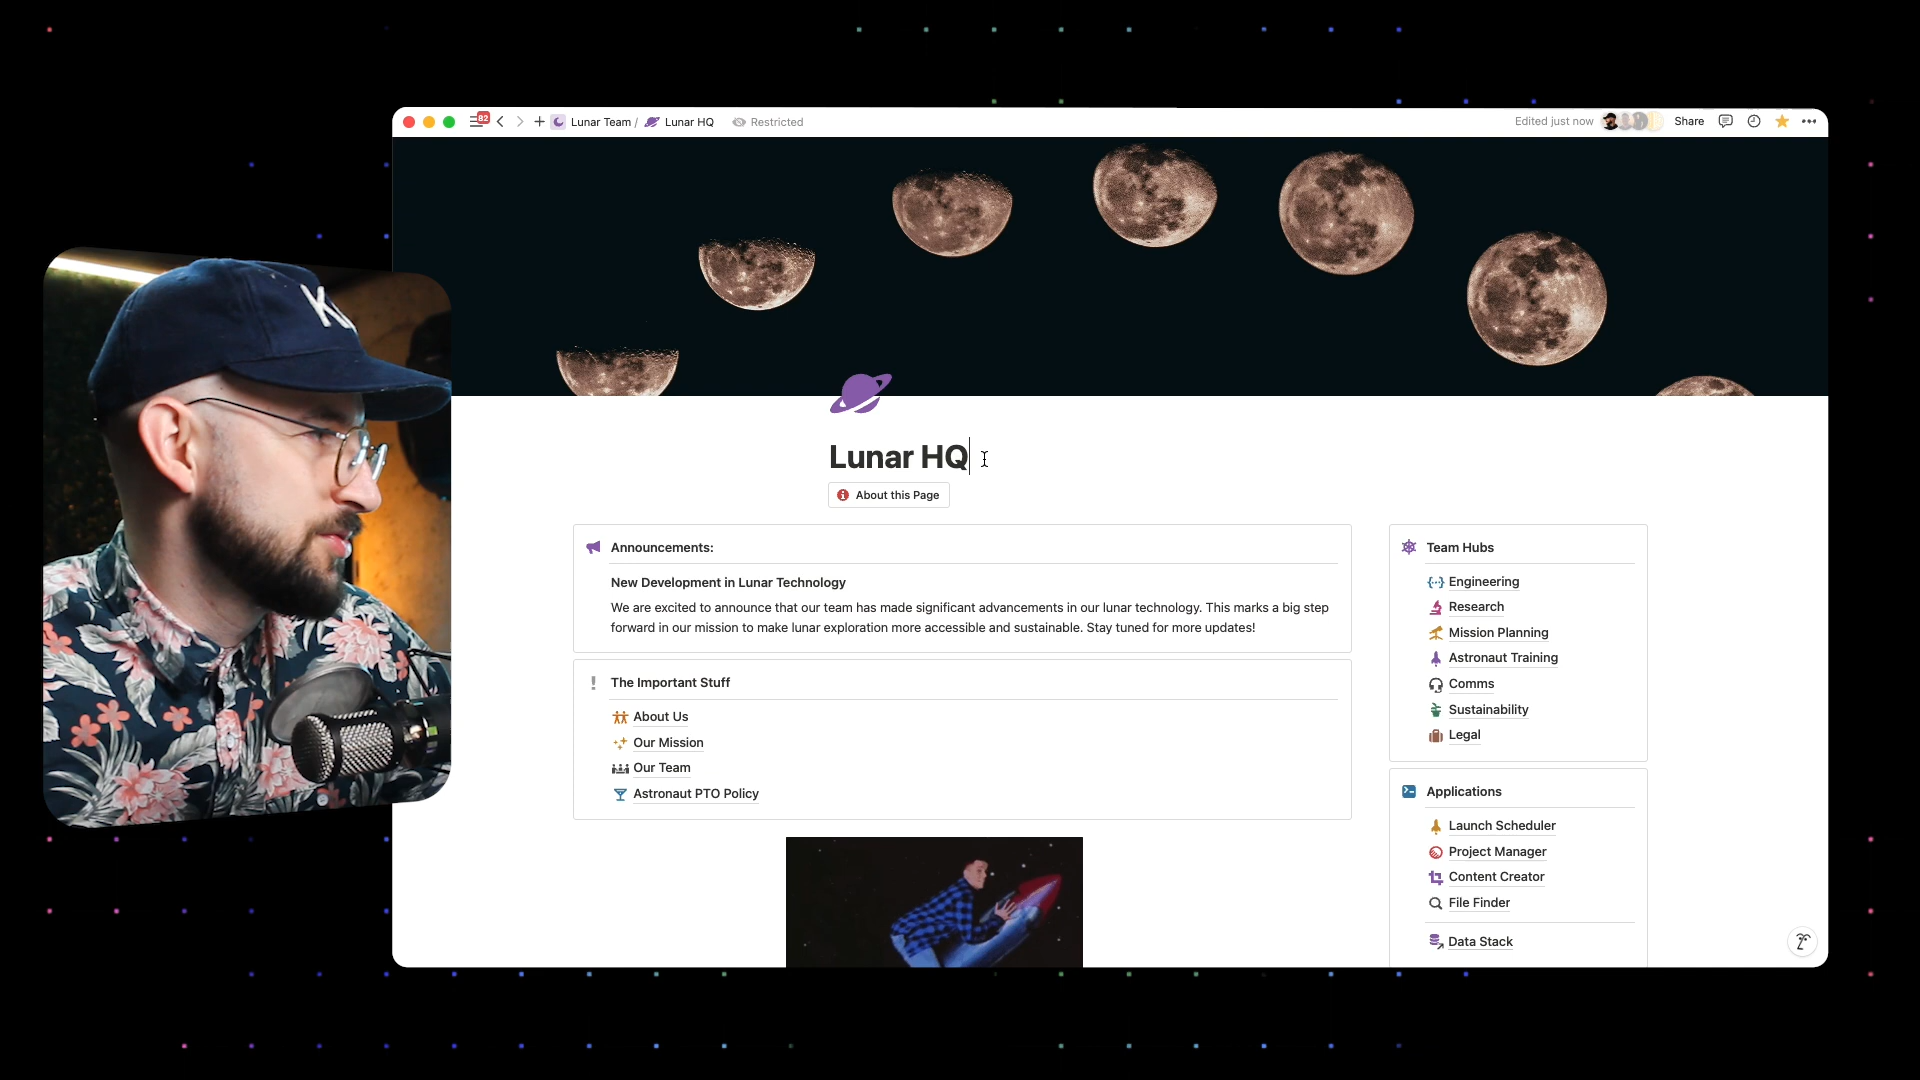 82
Lunar Team / Lunar HQ Restricted
Edited just now Share
K
Lunar HQ
About this Page
Announcements:
New Development in Lunar Technology
We are excited to announce that our team has made significant advancements in our lunar technology. This marks a big step
forward in our mission to make lunar exploration more accessible and sustainable. Stay tuned for more updates!
The Important Stuff
About Us
Our Mission
Our Team
Astronaut PTO Policy
Team Hubs
Engineering
Research
Mission Planning
Astronaut Training
Comms
Sustainability
Legal
Applications
Launch Scheduler
Project Manager
Content Creator
File Finder
Data Stack